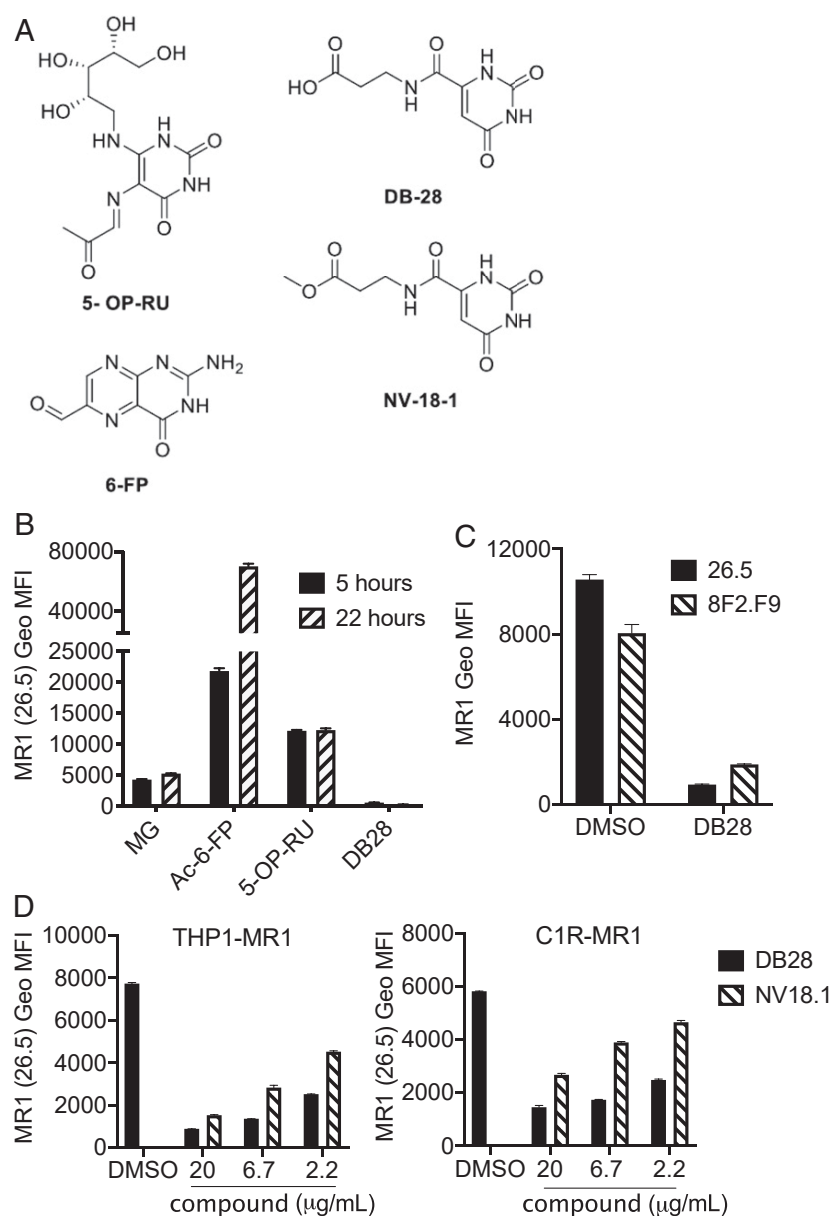 A
OH
OH
HO
HO
HN
H
N
O
NH
N
O
O
5- OP-RU
O
HO
O
N
H
H
N
O
NH
O
DB-28
O
O
O
N
H
H
N
O
NH
O
NV-18-1
N
N
NH2
O
N
NH
O
6-FP
B
MR1 (26.5) Geo MFI
80000
40000
25000
20000
15000
10000
5000
0
5 hours
22 hours
MG
Ac-6-FP
5-OP-RU
DB28
C
MR1 Geo MFI
12000
8000
4000
0
26.5
8F2.F9
DMSO
DB28
D
THP1-MR1
MR1 (26.5) Geo MFI
10000
8000
6000
4000
2000
0
DMSO
20
6.7
2.2
compound (μg/mL)
C1R-MR1
MR1 (26.5) Geo MFI
8000
6000
4000
2000
0
DMSO
20
6.7
2.2
compound (μg/mL)
DB28
NV18.1